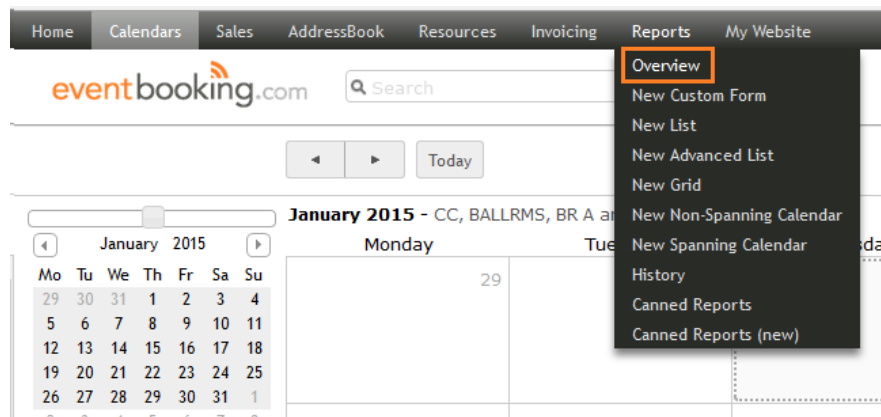 Home Calendars Sales AddressBook Resources Invoicing Reports My Website
Overview
New Custom Form
New List
New Advanced List
New Grid
New Non-Spanning Calendar
New Spanning Calendar
History
Canned Reports
Canned Reports (new)
eventbooking.com
Search
Today
January 2015 - CC, BALLRMS, BR A
Monday
29
January 2015
Mo Tu We Th Fr Sa Su
29 30 31 1 2 3 4
5 6 7 8 9 10 11
12 13 14 15 16 17 18
19 20 21 22 23 24 25
26 27 28 29 30 31 1